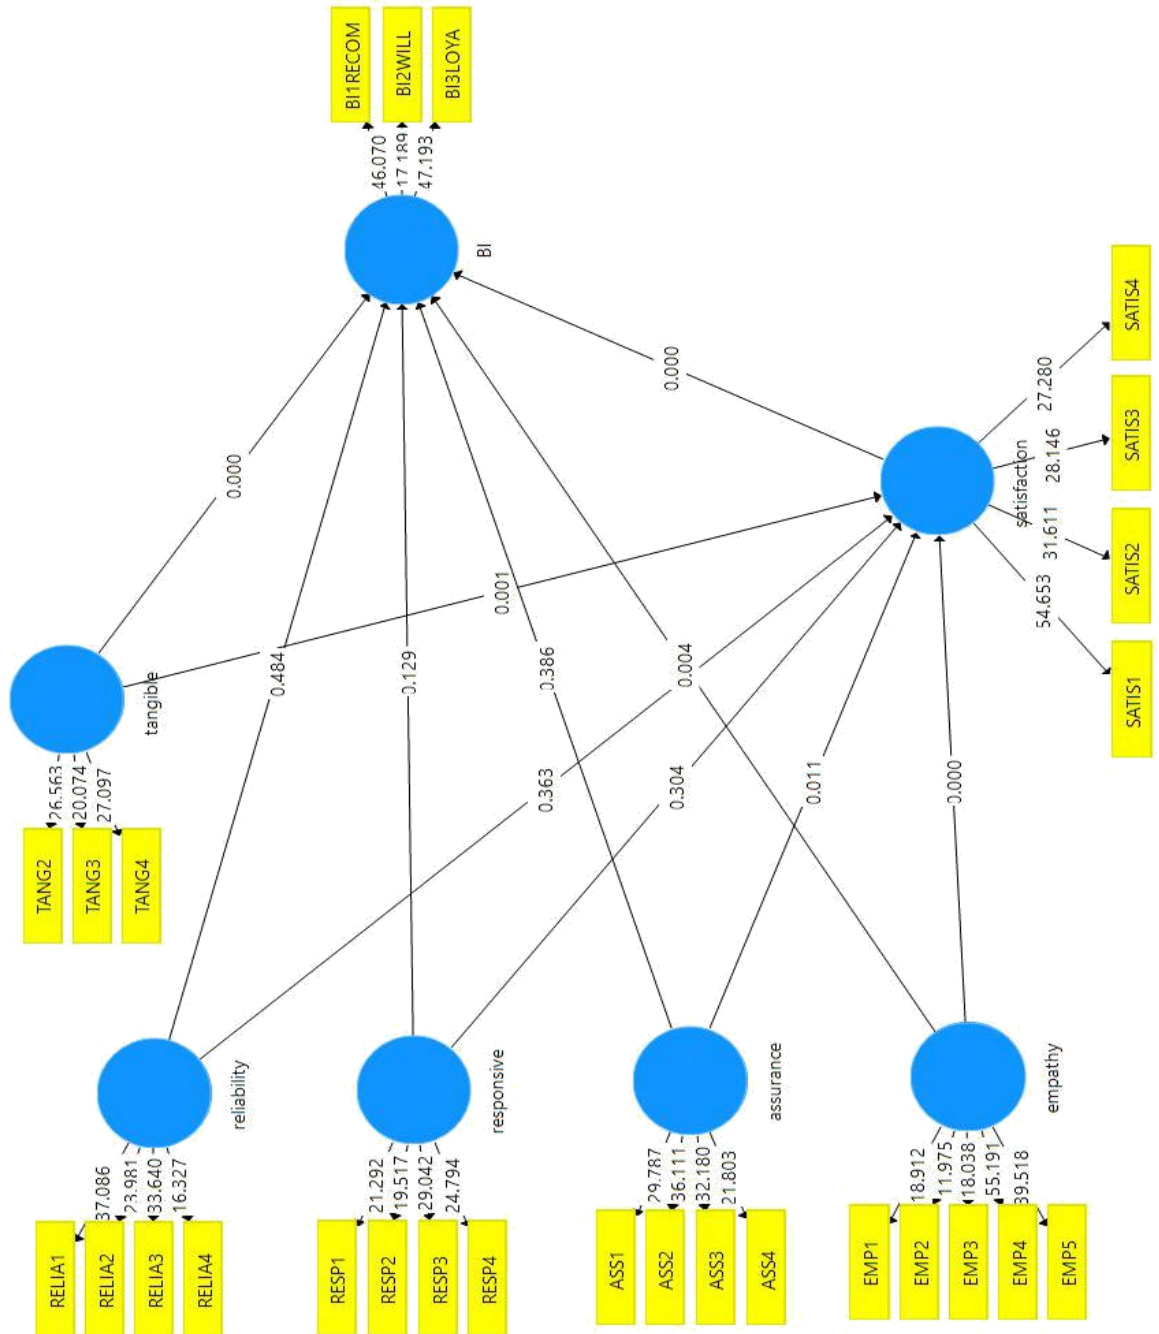 BI1RECOM
BI2WILL
BI3LOYA
46.070
17.189
47.193
BI
0.000
0.000
SATIS4
SATIS3
SATIS2
SATIS1
27.280
28.146
31.611
54.653
satisfaction
0.001
0.484
0.129
0.386
0.004
0.363
0.304
0.011
0.000
tangible
26.563
20.074
27.097
TANG2
TANG3
TANG4
reliability
37.086
23.981
33.640
16.327
RELIA1
RELIA2
RELIA3
RELIA4
responsive
21.292
19.517
29.042
24.794
RESP1
RESP2
RESP3
RESP4
assurance
29.787
36.111
32.180
21.803
ASS1
ASS2
ASS3
ASS4
empathy
18.912
11.975
18.038
55.191
39.518
EMP1
EMP2
EMP3
EMP4
EMP5